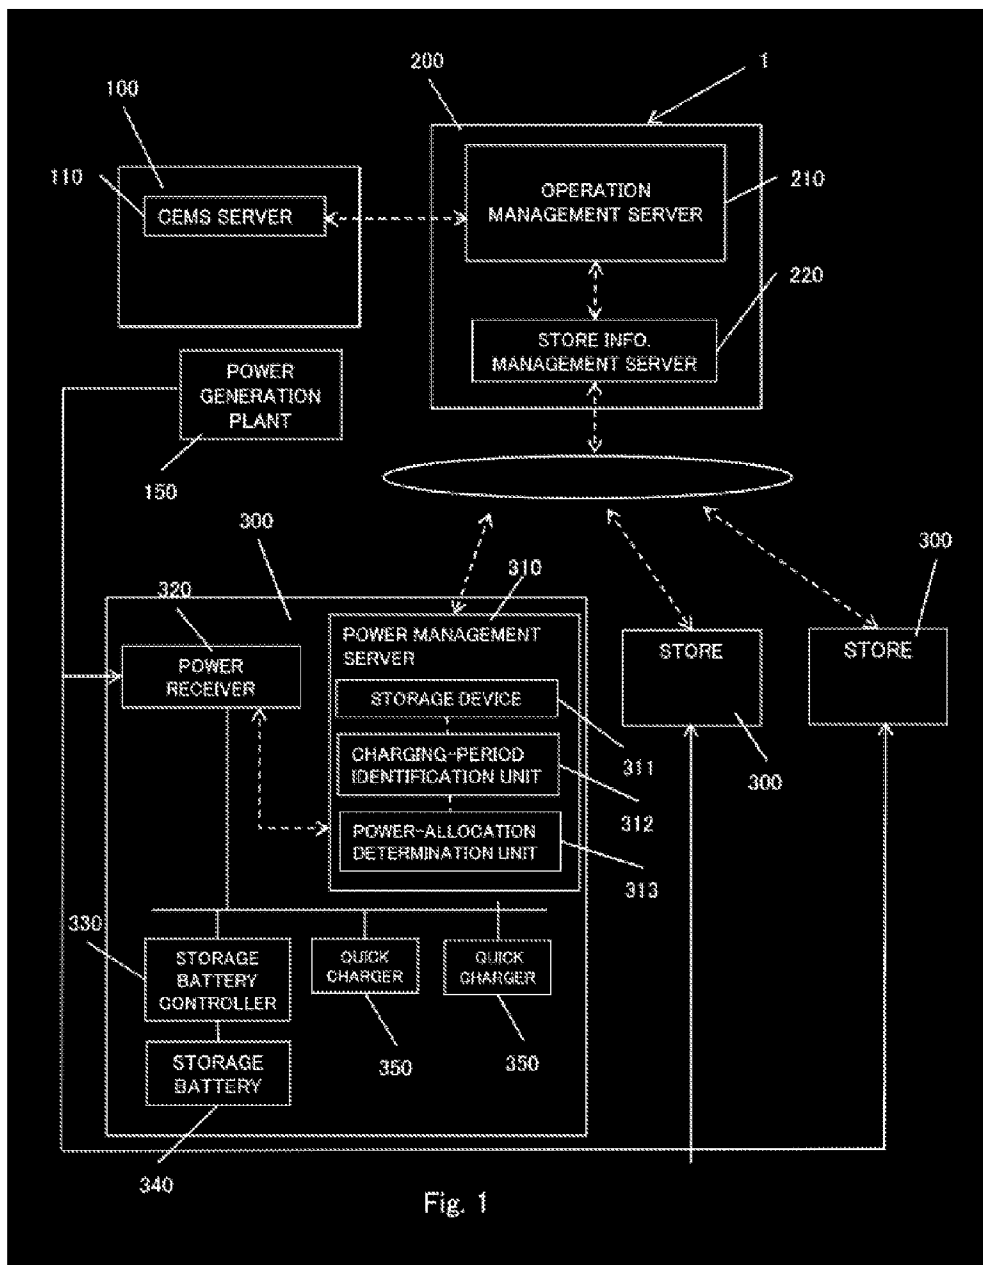 200
1
100
110
CEMS SERVER
OPERATION
MANAGEMENT SERVER
210
220
STORE INFO.
MANAGEMENT SERVER
POWER
GENERATION
PLANT
150
300
310
300
320
POWER
RECEIVER
POWER MANAGEMENT
SERVER
STORE
STORE
STORAGE DEVICE
311
300
CHARGING-PERIOD
IDENTIFICATION UNIT
312
POWER-ALLOCATION
DETERMINATION UNIT
313
330
STORAGE
BATTERY
CONTROLLER
QUICK
CHARGER
QUICK
CHARGER
350
350
STORAGE
BATTERY
340
Fig. 1